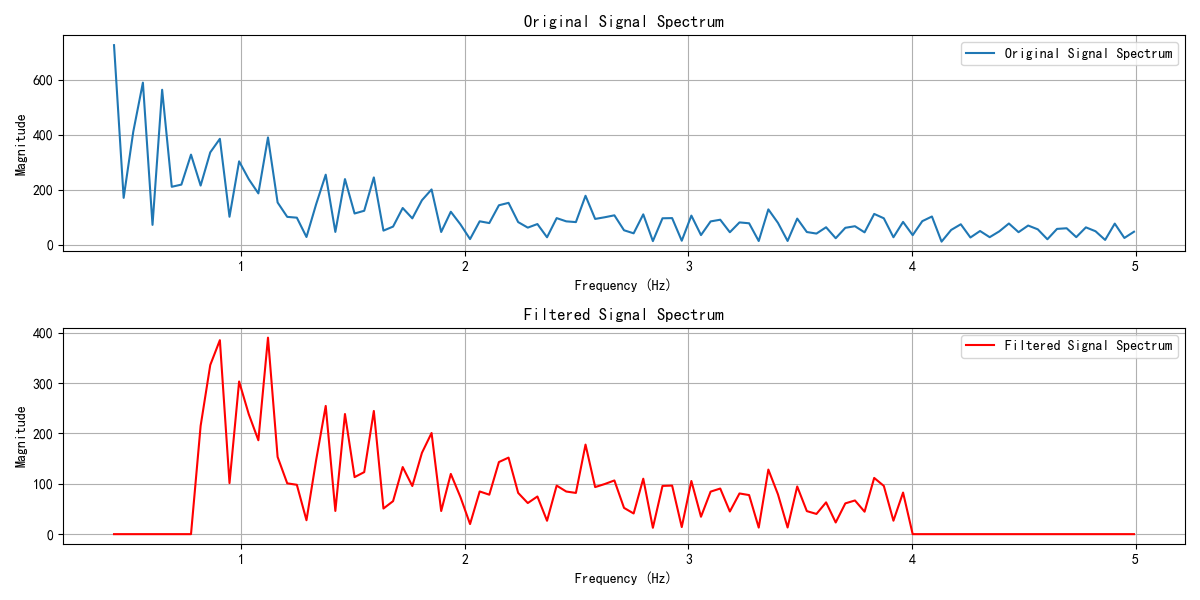 Original Signal Spectrum
Original Signal Spectrum
Magnitude
600
400
200
0
1 2 3 4 5
Frequency (Hz)
Filtered Signal Spectrum
Filtered Signal Spectrum
Magnitude
400
300
200
100
0
1 2 3 4 5
Frequency (Hz)